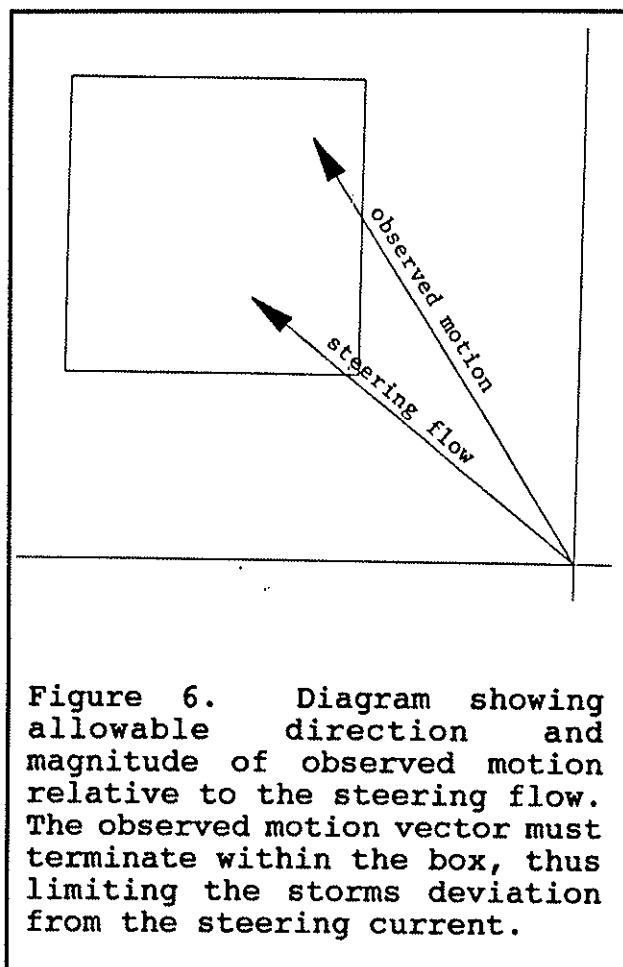 observed motion
steering flow
Figure 6. Diagram showing
allowable direction and
magnitude of observed motion
relative to the steering flow.
The observed motion vector must
terminate within the box, thus
limiting the storms deviation
from the steering current.